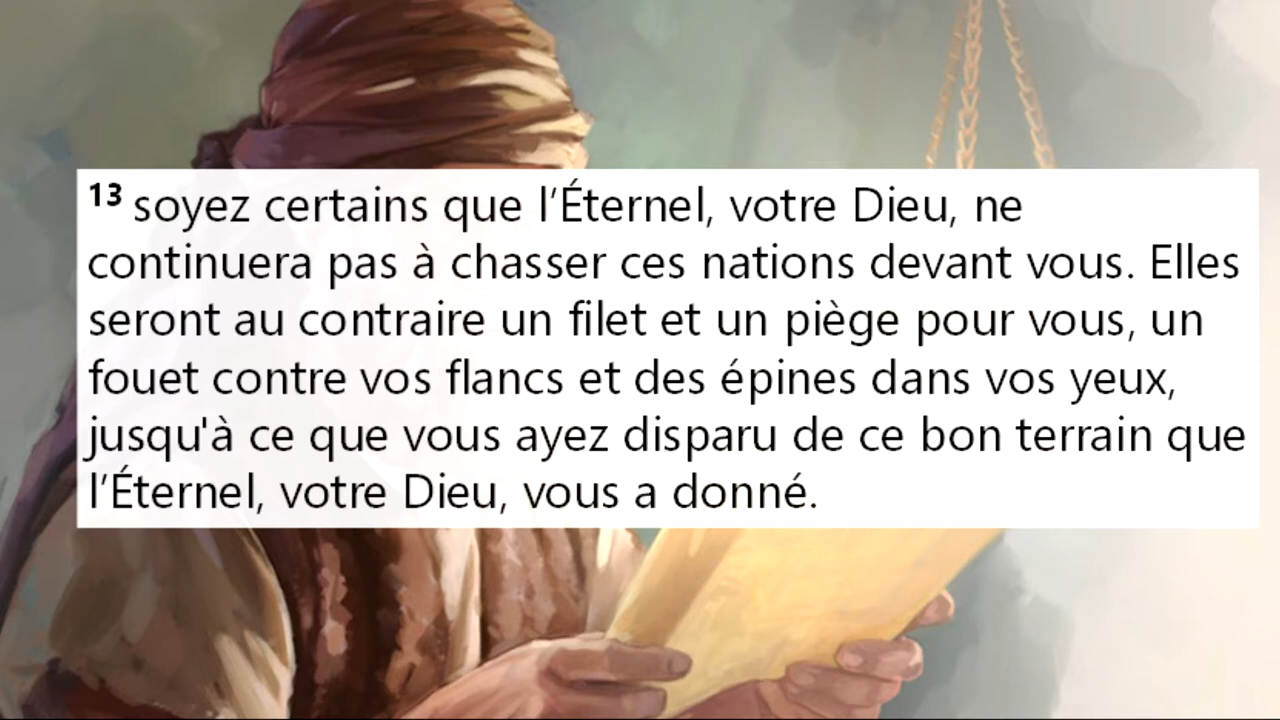 13 soyez certains que l’Éternel, votre Dieu, ne
continuera pas à chasser ces nations devant vous. Elles
seront au contraire un filet et un piège pour vous, un
fouet contre vos flancs et des épines dans vos yeux,
jusqu'à ce que vous ayez disparu de ce bon terrain que
l’Éternel, votre Dieu, vous a donné.